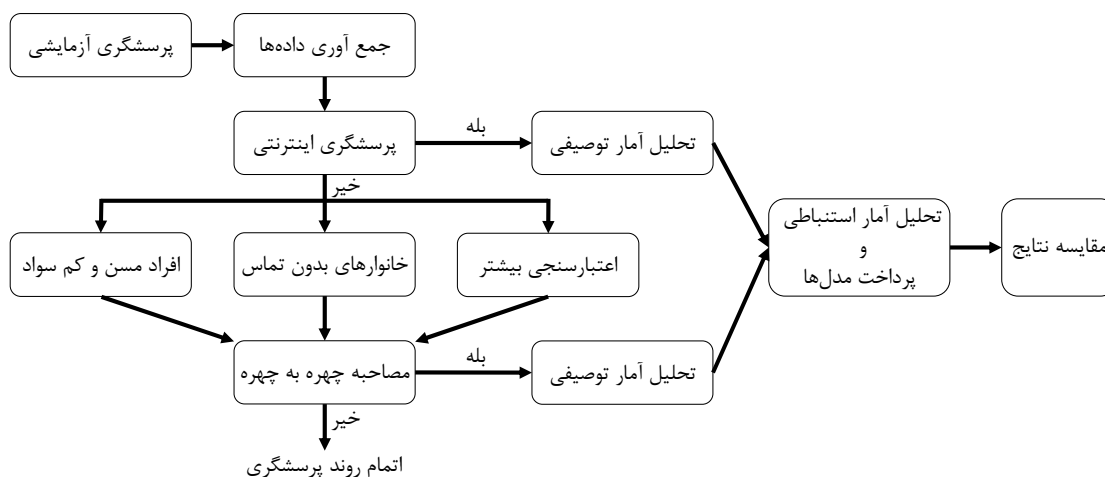 پرسشگری آزمایشی
جمع آوری داده‌ها
پرسشگری اینترنتی
بله
تحلیل آمار توصیفی
خیر
افراد مسن و کم سواد
خانوارهای بدون تماس
اعتبارسنجی بیشتر
تحلیل آمار استنباطی
و
پرداخت مدل‌ها
مقایسه نتایج
مصاحبه چهره به چهره
بله
تحلیل آمار توصیفی
خیر
اتمام روند پرسشگری